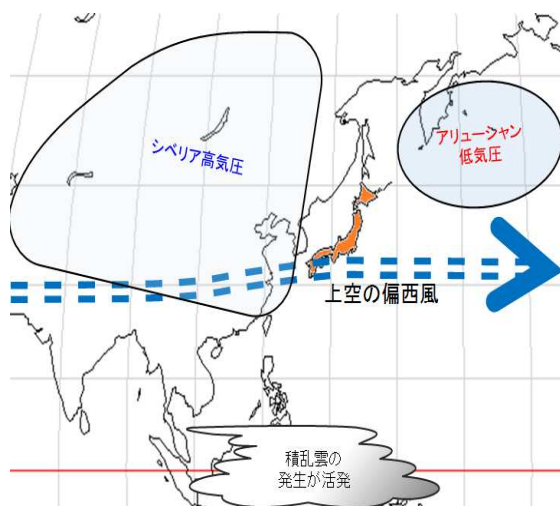 シベリア高気圧
アリューシャン
低気圧
上空の偏西風
積乱雲の
発生が活発